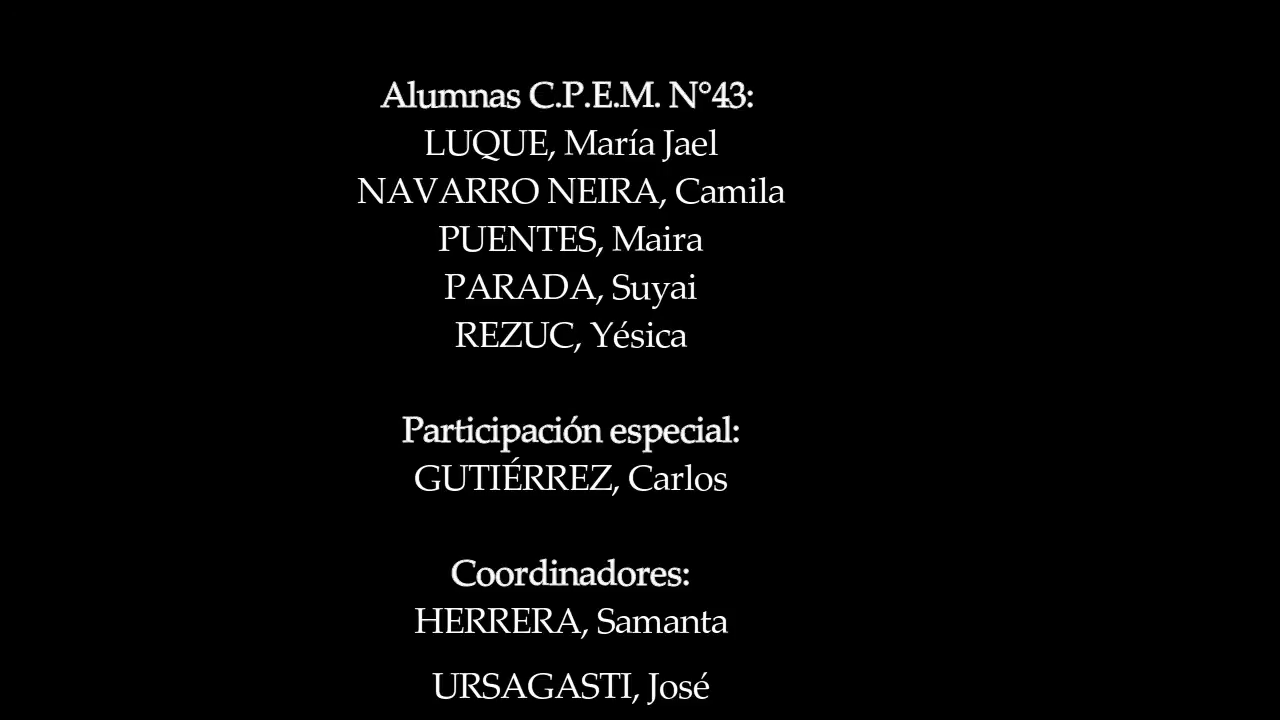 Alumnas C.P.E.M. N°43:
LUQUE, María Jael
NAVARRO NEIRA, Camila
PUENTES, Maira
PARADA, Suyai
REZUC, Yésica
Participación especial:
GUTIÉRREZ, Carlos
Coordinadores:
HERRERA, Samanta
URSAGASTI, José